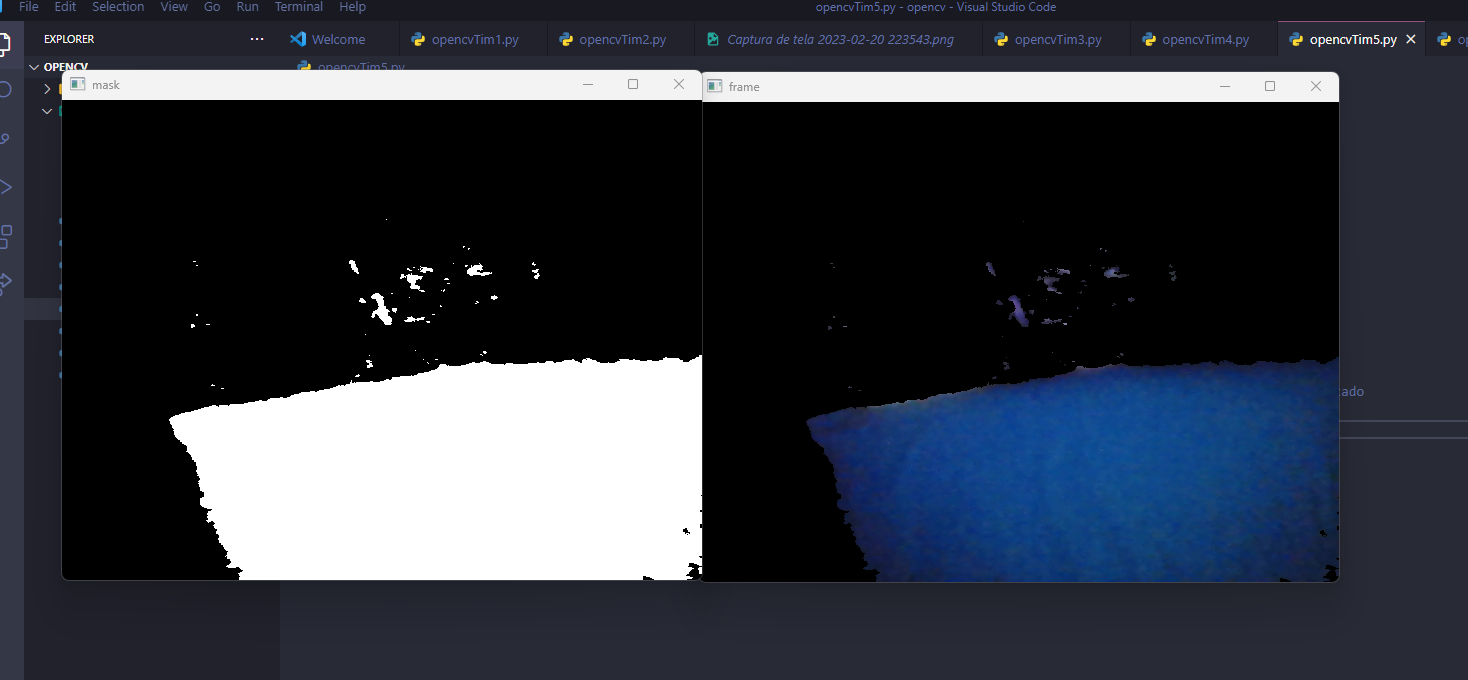 File Edit Selection View Go Run Terminal Help opencvTim5.py - opencv - Visual Studio Code
EXPLORER ... Welcome opencvTim1.py opencvTim2.py Captura de tela 2023-02-20 223543.png opencvTim3.py opencvTim4.py opencvTim5.py
OPENCV opencvTim5.py
mask frame
cado